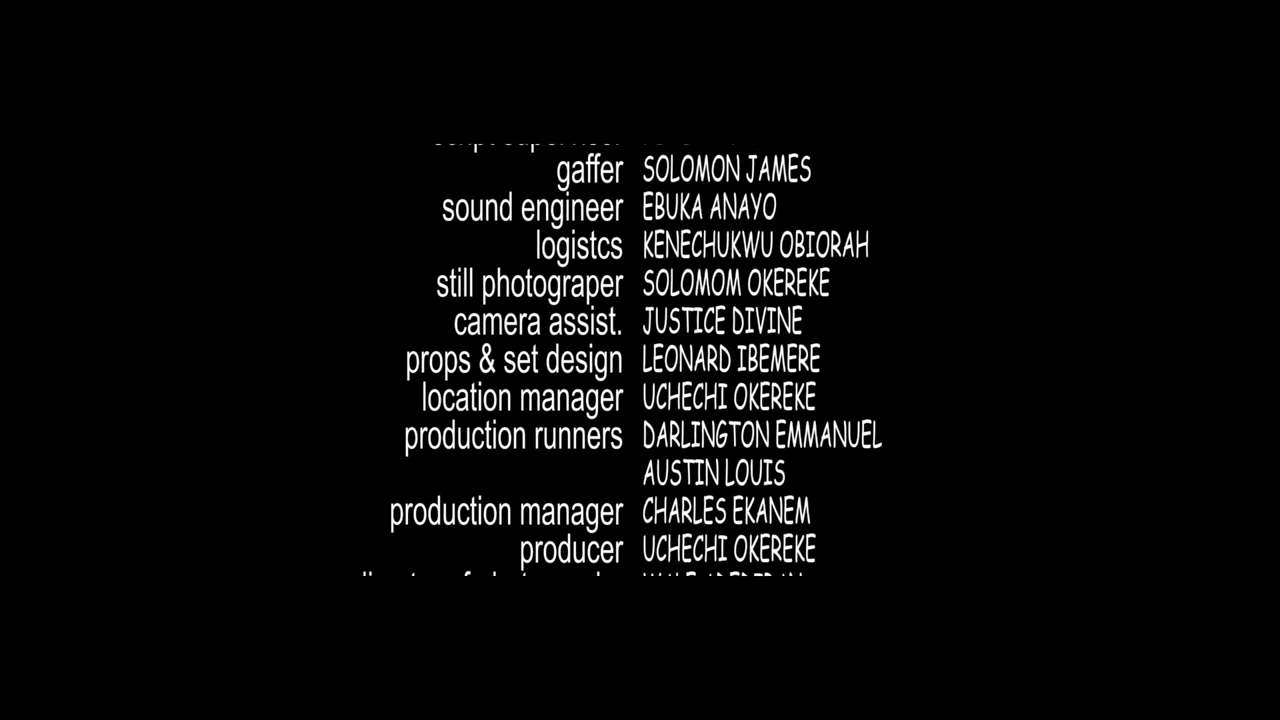 gaffer SOLOMON JAMES
sound engineer EBUKA ANAYO
logistcs KENECHUKWU OBIORAH
still photograper SOLOMOM OKEREKE
camera assist. JUSTICE DIVINE
props & set design LEONARD IBEMERE
location manager UCHECHI OKEREKE
production runners DARLINGTON EMMANUEL
AUSTIN LOUIS
production manager CHARLES EKANEM
producer UCHECHI OKEREKE